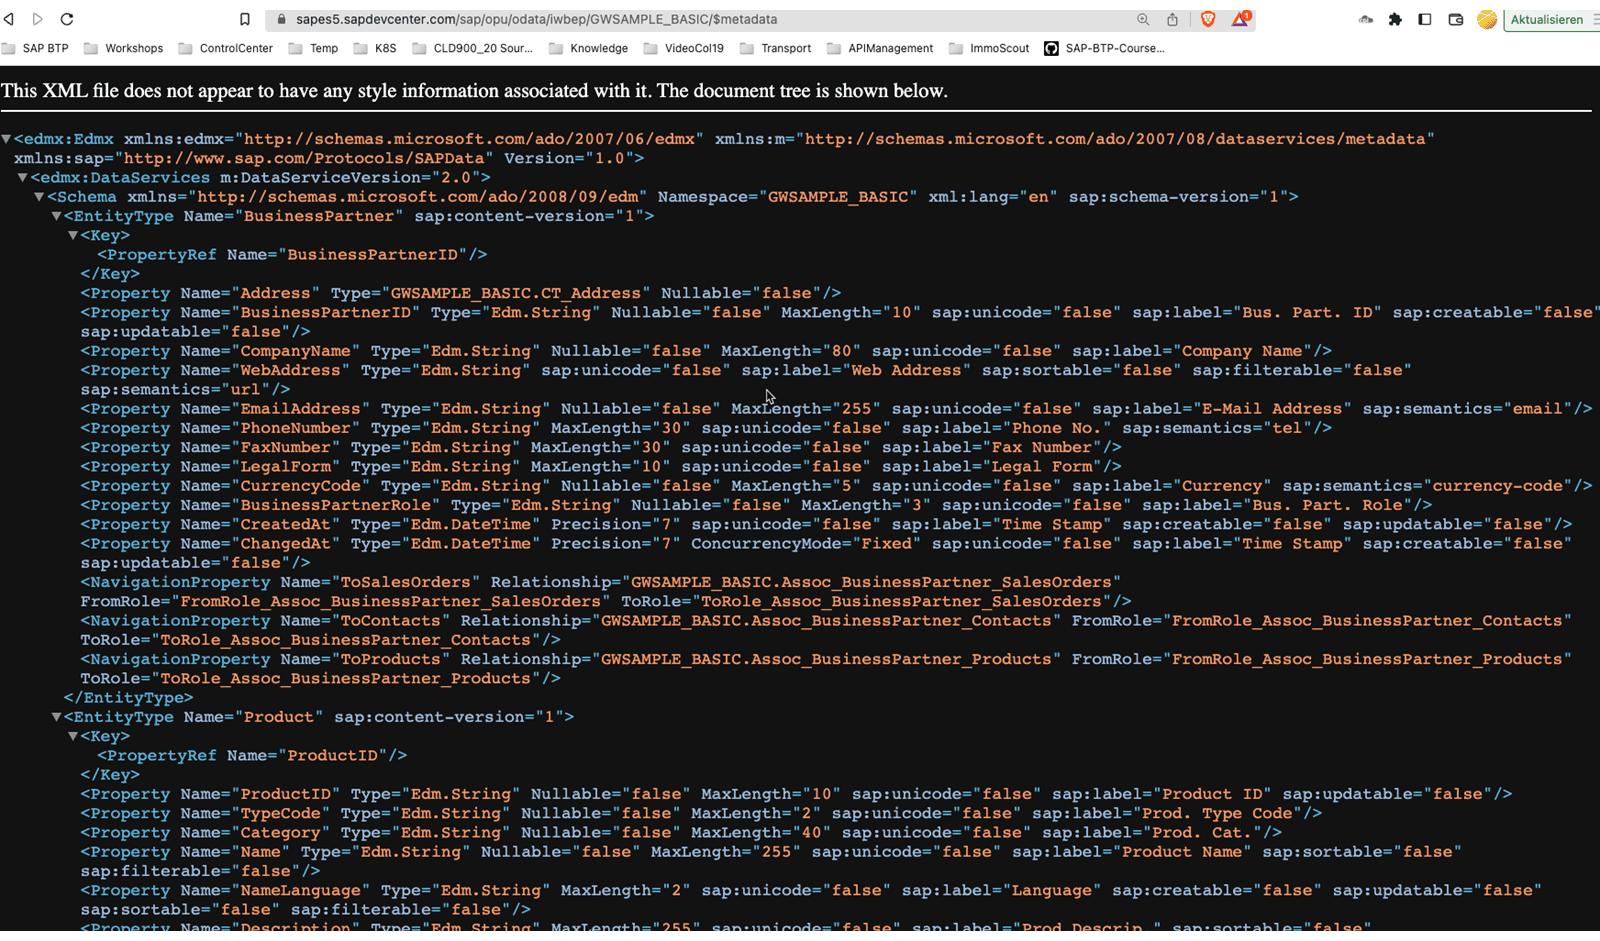 sapes5.sapdevcenter.com/sap/opu/odata/iwbep/GWSAMPLE_BASIC/$metadata
1
Aktualisieren
SAP BTP Workshops ControlCenter Temp K8S CLD900_20 Sour... Knowledge VideoCol19 Transport APIManagement ImmoScout SAP-BTP-Course...
This XML file does not appear to have any style information associated with it. The document tree is shown below.
<edmx:Edmx xmlns:edmx="http://schemas.microsoft.com/ado/2007/06/edmx" xmlns:m="http://schemas.microsoft.com/ado/2007/08/dataservices/metadata"
xmlns:sap="http://www.sap.com/Protocols/SAPData" Version="1.0">
<edmx:DataServices m:DataServiceVersion="2.0">
<Schema xmlns="http://schemas.microsoft.com/ado/2008/09/edm" Namespace="GWSAMPLE_BASIC" xml:lang="en" sap:schema-version="1">
<EntityType Name="BusinessPartner" sap:content-version="1">
<Key>
<PropertyRef Name="BusinessPartnerID"/>
</Key>
<Property Name="Address" Type="GWSAMPLE_BASIC.CT_Address" Nullable="false"/>
<Property Name="BusinessPartnerID" Type="Edm.String" Nullable="false" MaxLength="10" sap:unicode="false" sap:label="Bus. Part. ID" sap:creatable="false"
sap:updatable="false"/>
<Property Name="CompanyName" Type="Edm.String" Nullable="false" MaxLength="80" sap:unicode="false" sap:label="Company Name"/>
<Property Name="WebAddress" Type="Edm.String" sap:unicode="false" sap:label="Web Address" sap:sortable="false" sap:filterable="false"
sap:semantics="url"/>
<Property Name="EmailAddress" Type="Edm.String" Nullable="false" MaxLength="255" sap:unicode="false" sap:label="E-Mail Address" sap:semantics="email"/>
<Property Name="PhoneNumber" Type="Edm.String" MaxLength="30" sap:unicode="false" sap:label="Phone No." sap:semantics="tel"/>
<Property Name="FaxNumber" Type="Edm.String" MaxLength="30" sap:unicode="false" sap:label="Fax Number"/>
<Property Name="LegalForm" Type="Edm.String" MaxLength="10" sap:unicode="false" sap:label="Legal Form"/>
<Property Name="CurrencyCode" Type="Edm.String" Nullable="false" MaxLength="5" sap:unicode="false" sap:label="Currency" sap:semantics="currency-code"/>
<Property Name="BusinessPartnerRole" Type="Edm.String" Nullable="false" MaxLength="3" sap:unicode="false" sap:label="Bus. Part. Role"/>
<Property Name="CreatedAt" Type="Edm.DateTime" Precision="7" sap:unicode="false" sap:label="Time Stamp" sap:creatable="false" sap:updatable="false"/>
<Property Name="ChangedAt" Type="Edm.DateTime" Precision="7" ConcurrencyMode="Fixed" sap:unicode="false" sap:label="Time Stamp" sap:creatable="false"
sap:updatable="false"/>
<NavigationProperty Name="ToSalesOrders" Relationship="GWSAMPLE_BASIC.Assoc_BusinessPartner_SalesOrders"
FromRole="FromRole_Assoc_BusinessPartner_SalesOrders" ToRole="ToRole_Assoc_BusinessPartner_SalesOrders"/>
<NavigationProperty Name="ToContacts" Relationship="GWSAMPLE_BASIC.Assoc_BusinessPartner_Contacts" FromRole="FromRole_Assoc_BusinessPartner_Contacts"
ToRole="ToRole_Assoc_BusinessPartner_Contacts"/>
<NavigationProperty Name="ToProducts" Relationship="GWSAMPLE_BASIC.Assoc_BusinessPartner_Products" FromRole="FromRole_Assoc_BusinessPartner_Products"
ToRole="ToRole_Assoc_BusinessPartner_Products"/>
</EntityType>
<EntityType Name="Product" sap:content-version="1">
<Key>
<PropertyRef Name="ProductID"/>
</Key>
<Property Name="ProductID" Type="Edm.String" Nullable="false" MaxLength="10" sap:unicode="false" sap:label="Product ID" sap:updatable="false"/>
<Property Name="TypeCode" Type="Edm.String" Nullable="false" MaxLength="2" sap:unicode="false" sap:label="Prod. Type Code"/>
<Property Name="Category" Type="Edm.String" Nullable="false" MaxLength="40" sap:unicode="false" sap:label="Prod. Cat."/>
<Property Name="Name" Type="Edm.String" Nullable="false" MaxLength="255" sap:unicode="false" sap:label="Product Name" sap:sortable="false"
sap:filterable="false"/>
<Property Name="NameLanguage" Type="Edm.String" MaxLength="2" sap:unicode="false" sap:label="Language" sap:creatable="false" sap:updatable="false"
sap:sortable="false" sap:filterable="false"/>
<Property Name="Description" Type="Edm.String" MaxLength="255" sap:unicode="false" sap:label="Prod.Descrip." sap:sortable="false"